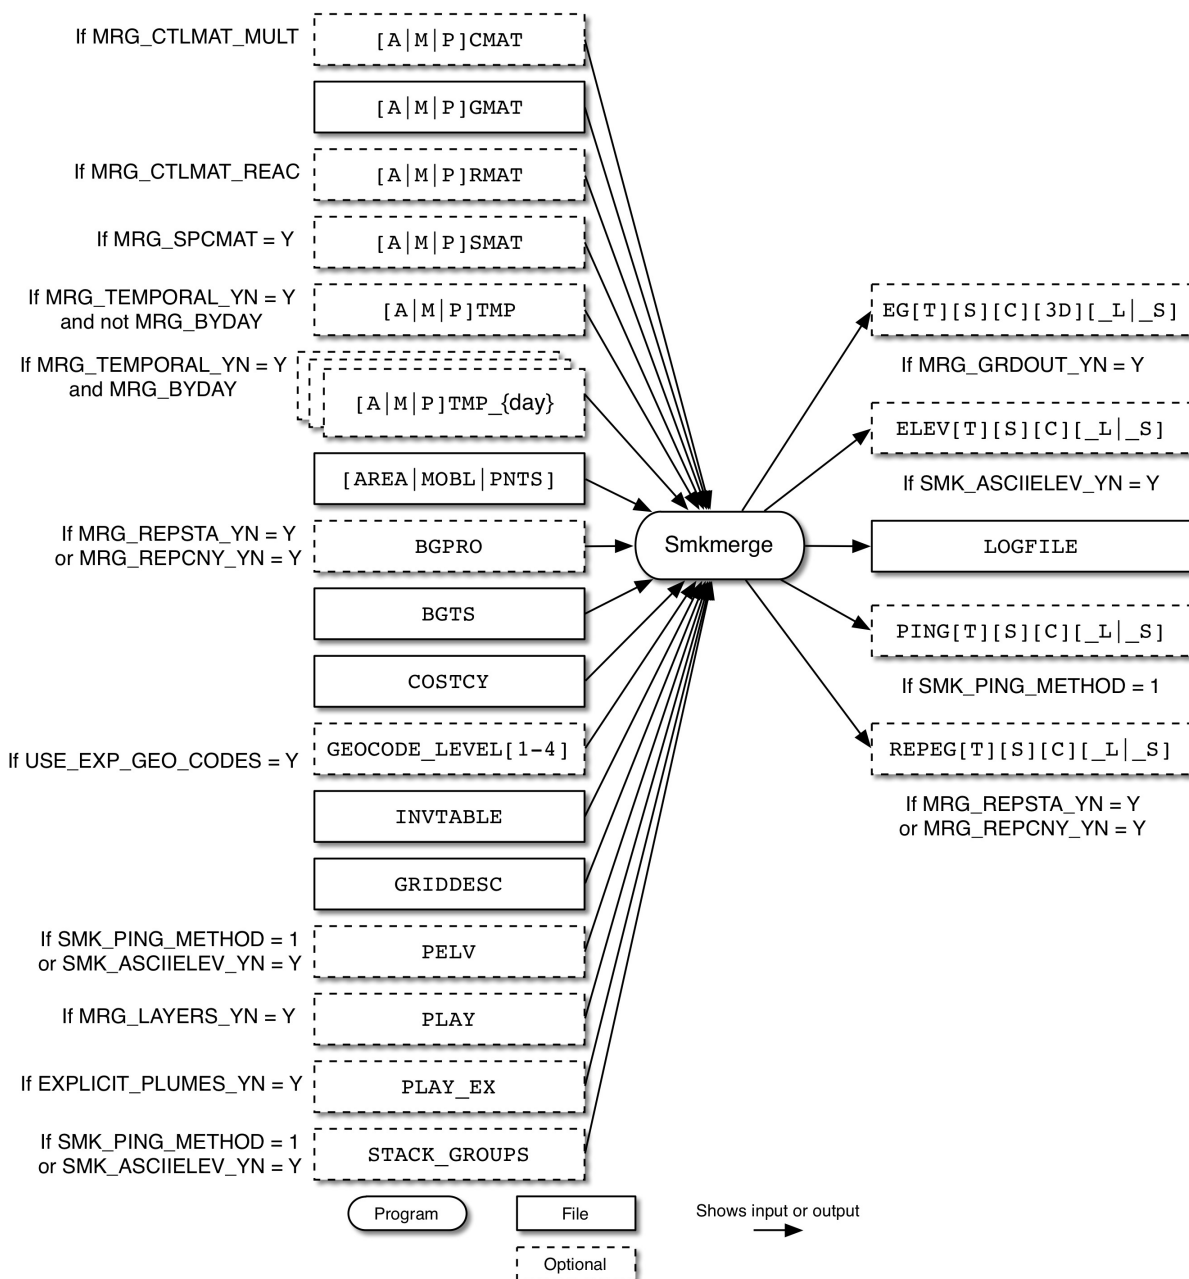 If MRG_CTLMAT_MULT
[A|M|P]CMAT
[A|M|P]GMAT
If MRG_CTLMAT_REAC
[A|M|P]RMAT
If MRG_SPCMAT = Y
[A|M|P]SMAT
If MRG_TEMPORAL_YN = Y
and not MRG_BYDAY
[A|M|P]TMP
If MRG_TEMPORAL_YN = Y
and MRG_BYDAY
[A|M|P]TMP_{day}
[AREA|MOBL|PNTS]
If MRG_REPSTA_YN = Y
or MRG_REPCNY_YN = Y
BGPRO
BGTS
COSTCY
If USE_EXP_GEO_CODES = Y
GEOCODE_LEVEL[1-4]
INVTABLE
GRIDDESC
If SMK_PING_METHOD = 1
or SMK_ASCIIELEV_YN = Y
PELV
If MRG_LAYERS_YN = Y
PLAY
If EXPLICIT_PLUMES_YN = Y
PLAY_EX
If SMK_PING_METHOD = 1
or SMK_ASCIIELEV_YN = Y
STACK_GROUPS
Smkmerge
EG[T][S][C][3D][_L|_S]
If MRG_GRDOUT_YN = Y
ELEV[T][S][C][_L|_S]
If SMK_ASCIIELEV_YN = Y
LOGFILE
PING[T][S][C][_L|_S]
If SMK_PING_METHOD = 1
REPEG[T][S][C][_L|_S]
If MRG_REPSTA_YN = Y
or MRG_REPCNY_YN = Y
Program
File
Shows input or output
Optional